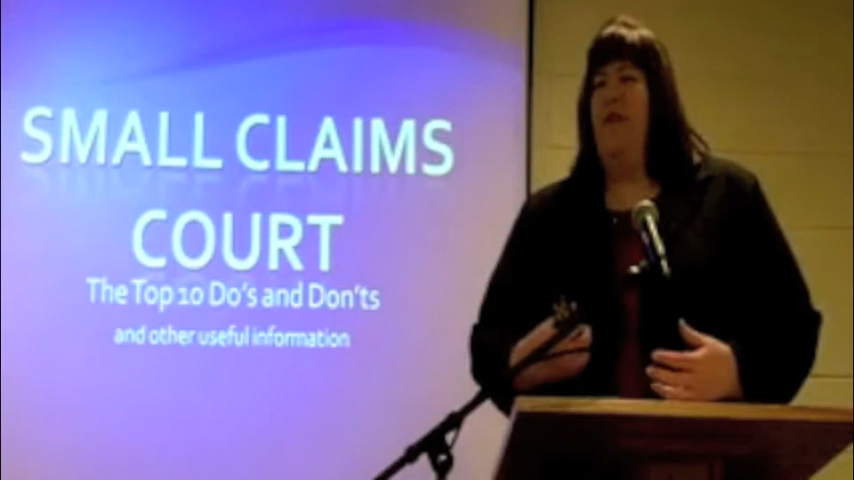 SMALL CLAIMS
COURT
The Top 10 Do's and Don'ts
and other useful information